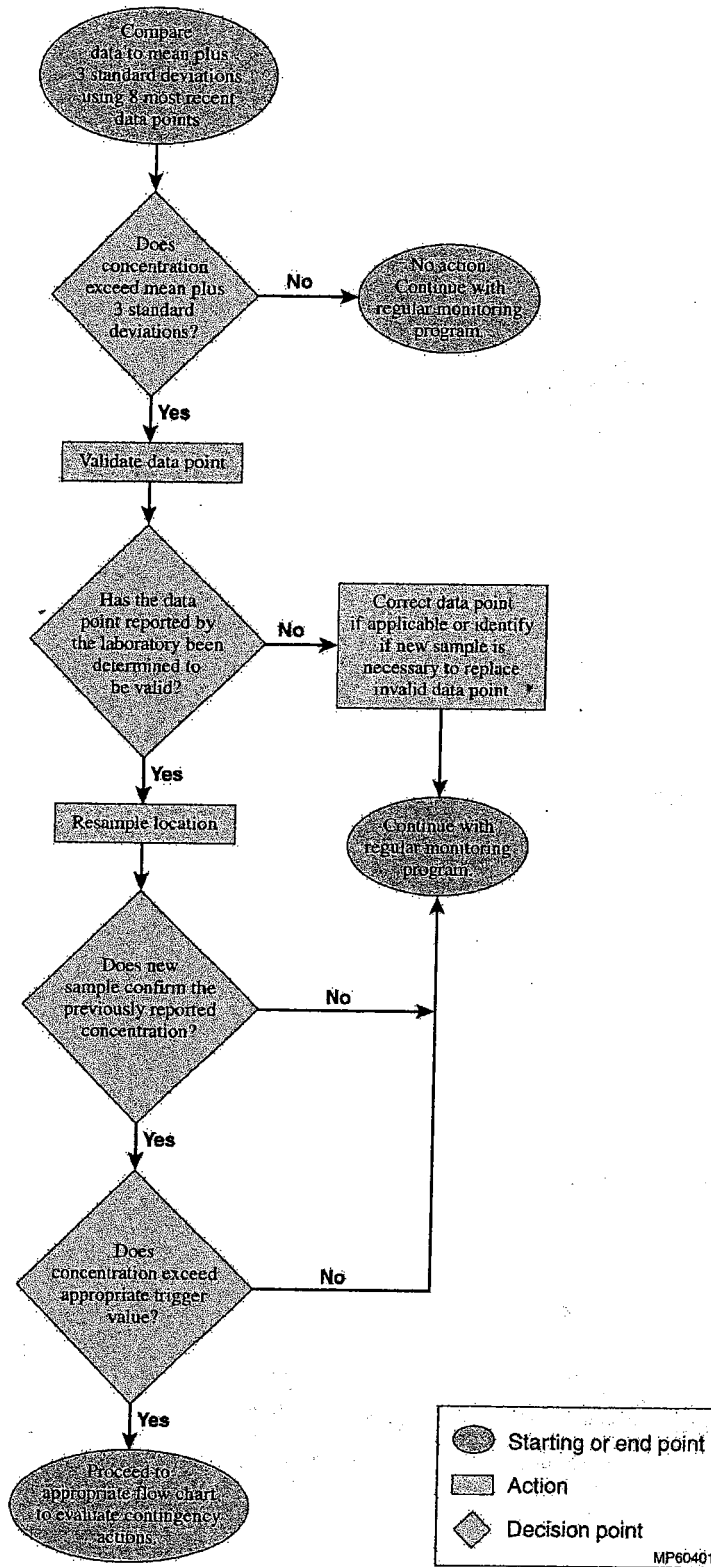 Compare
data to mean plus
3 standard deviations
using 8 most recent
data points
Does
concentration
exceed mean plus
3 standard
deviations?
No
No action.
Continue with
regular monitoring
program.
Yes
Validate data point
Has the data
point reported by
the laboratory been
determined to
be valid?
No
Correct data point
if applicable or identify
if new sample is
necessary to replace
invalid data point
Yes
Resample location
Continue with
regular monitoring
program.
Does new
sample confirm the
previously reported
concentration?
No
Yes
Does
concentration exceed
appropriate trigger
value?
No
Yes
Proceed to
appropriate flow chart
to evaluate contingency
actions.
Starting or end point
Action
Decision point
MP60401